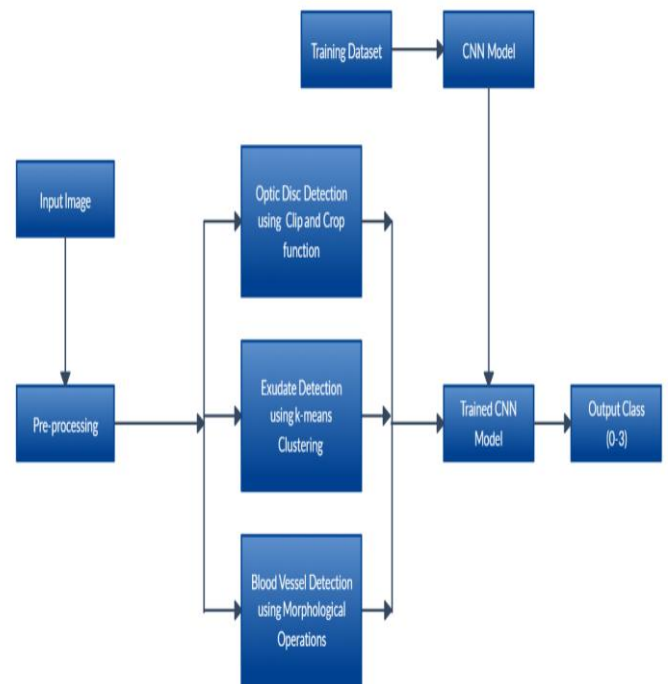 Training Dataset
CNN Model
Input Image
Optic Disc Detection
using Clip and Crop
function
Pre-processing
Exudate Detection
using k-means
Clustering
Trained CNN
Model
Output Class
(0-3)
Blood Vessel Detection
using Morphological
Operations